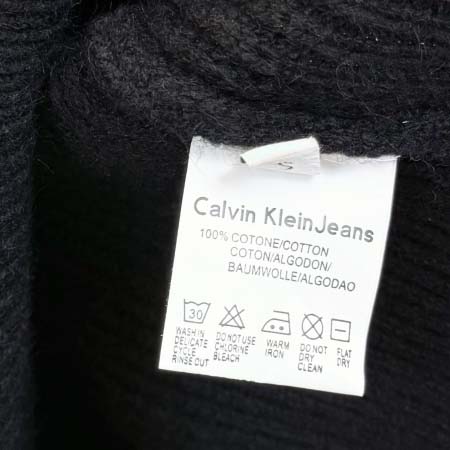 S
Calvin KleinJeans
100% COTONE/COTTON
COTON/ALGODON/
BAUMWOLLE/ALGODAO
30
WASH IN DELICATE CYCLE RINSE OUT
DO NOT USE CHLORINE BLEACH
WARM IRON
DO NOT DRY CLEAN
FLAT DRY